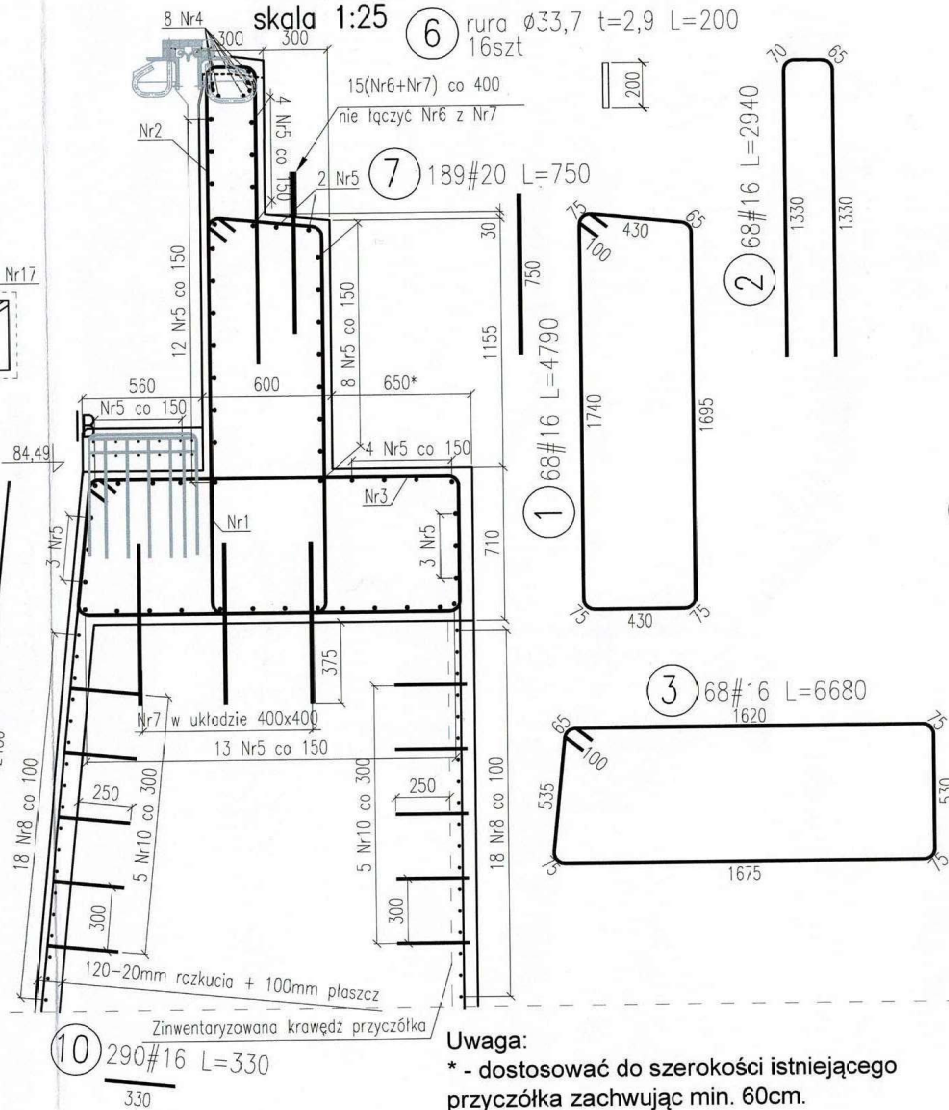 skala 1:25
8 Nr4
300
300
6 rura ø33,7 t=2,9 L=200
16szt
200
15(Nr6+Nr7) co 400
nie łączyć Nr6 z Nr7
4 Nr5 co 150
Nr2
2 Nr5
7 189#20 L=750
750
70
65
2 68#16 L=2940
1330
1330
30
1155
12 Nr5 co 150
8 Nr5 co 150
Nr17
560
600
650*
Nr5 co 150
84,49
4 Nr5 co 150
Nr3
Nr1
3 Nr5
3 Nr5
710
75
65
430
100
1 68#16 L=4790
1740
1695
75
430
75
375
Nr7 w układzie 400x400
13 Nr5 co 150
3 68#16 L=6680
1620
65
75
100
535
530
75
1675
75
18 Nr8 co 100
250
5 Nr10 co 300
300
5 Nr10 co 300
250
300
18 Nr8 co 100
120-20mm rozkucia + 100mm płaszcz
Zinwentaryzowana krawędź przyczółka
10 290#16 L=330
330
Uwaga:
* - dostosować do szerokości istniejącego
przyczółka zachwując min. 60cm.